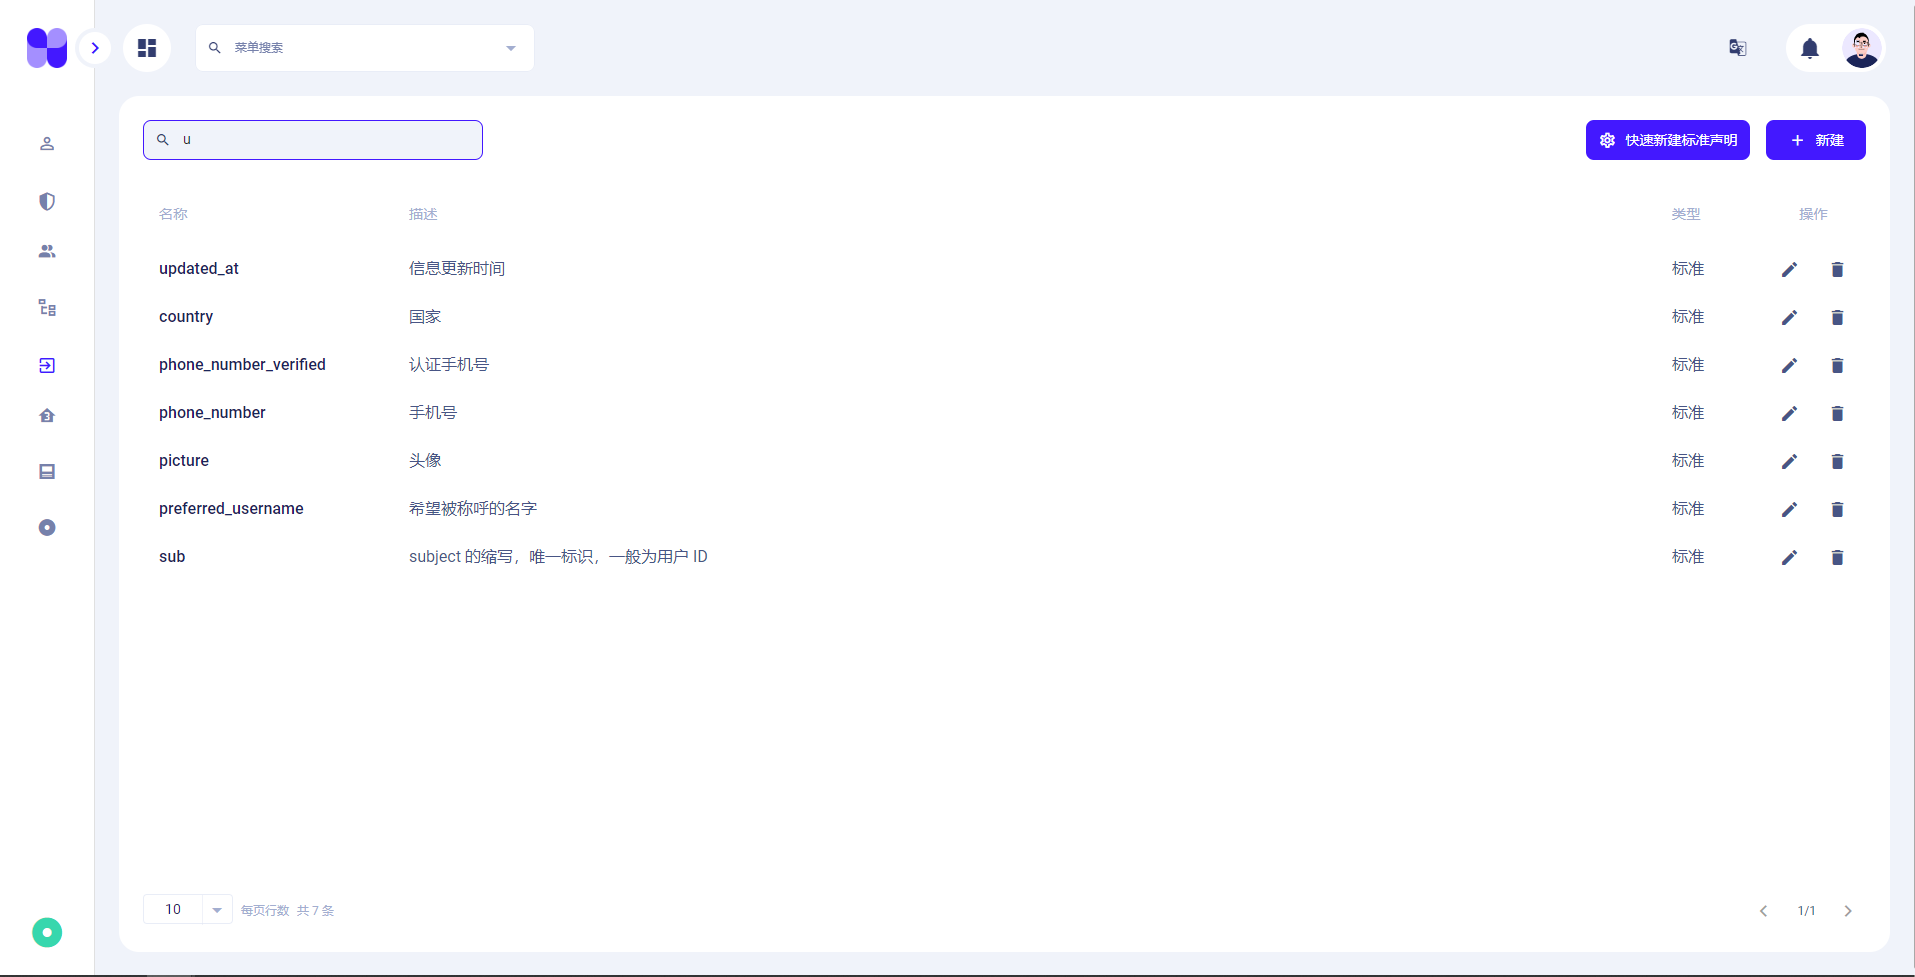 菜单搜索
u
快速新建标准声明
新建
名称 描述 类型 操作
updated_at 信息更新时间 标准
country 国家 标准
phone_number_verified 认证手机号 标准
phone_number 手机号 标准
picture 头像 标准
preferred_username 希望被称呼的名字 标准
sub subject 的缩写，唯一标识，一般为用户 ID 标准
10 每页行数 共 7 条 1/1